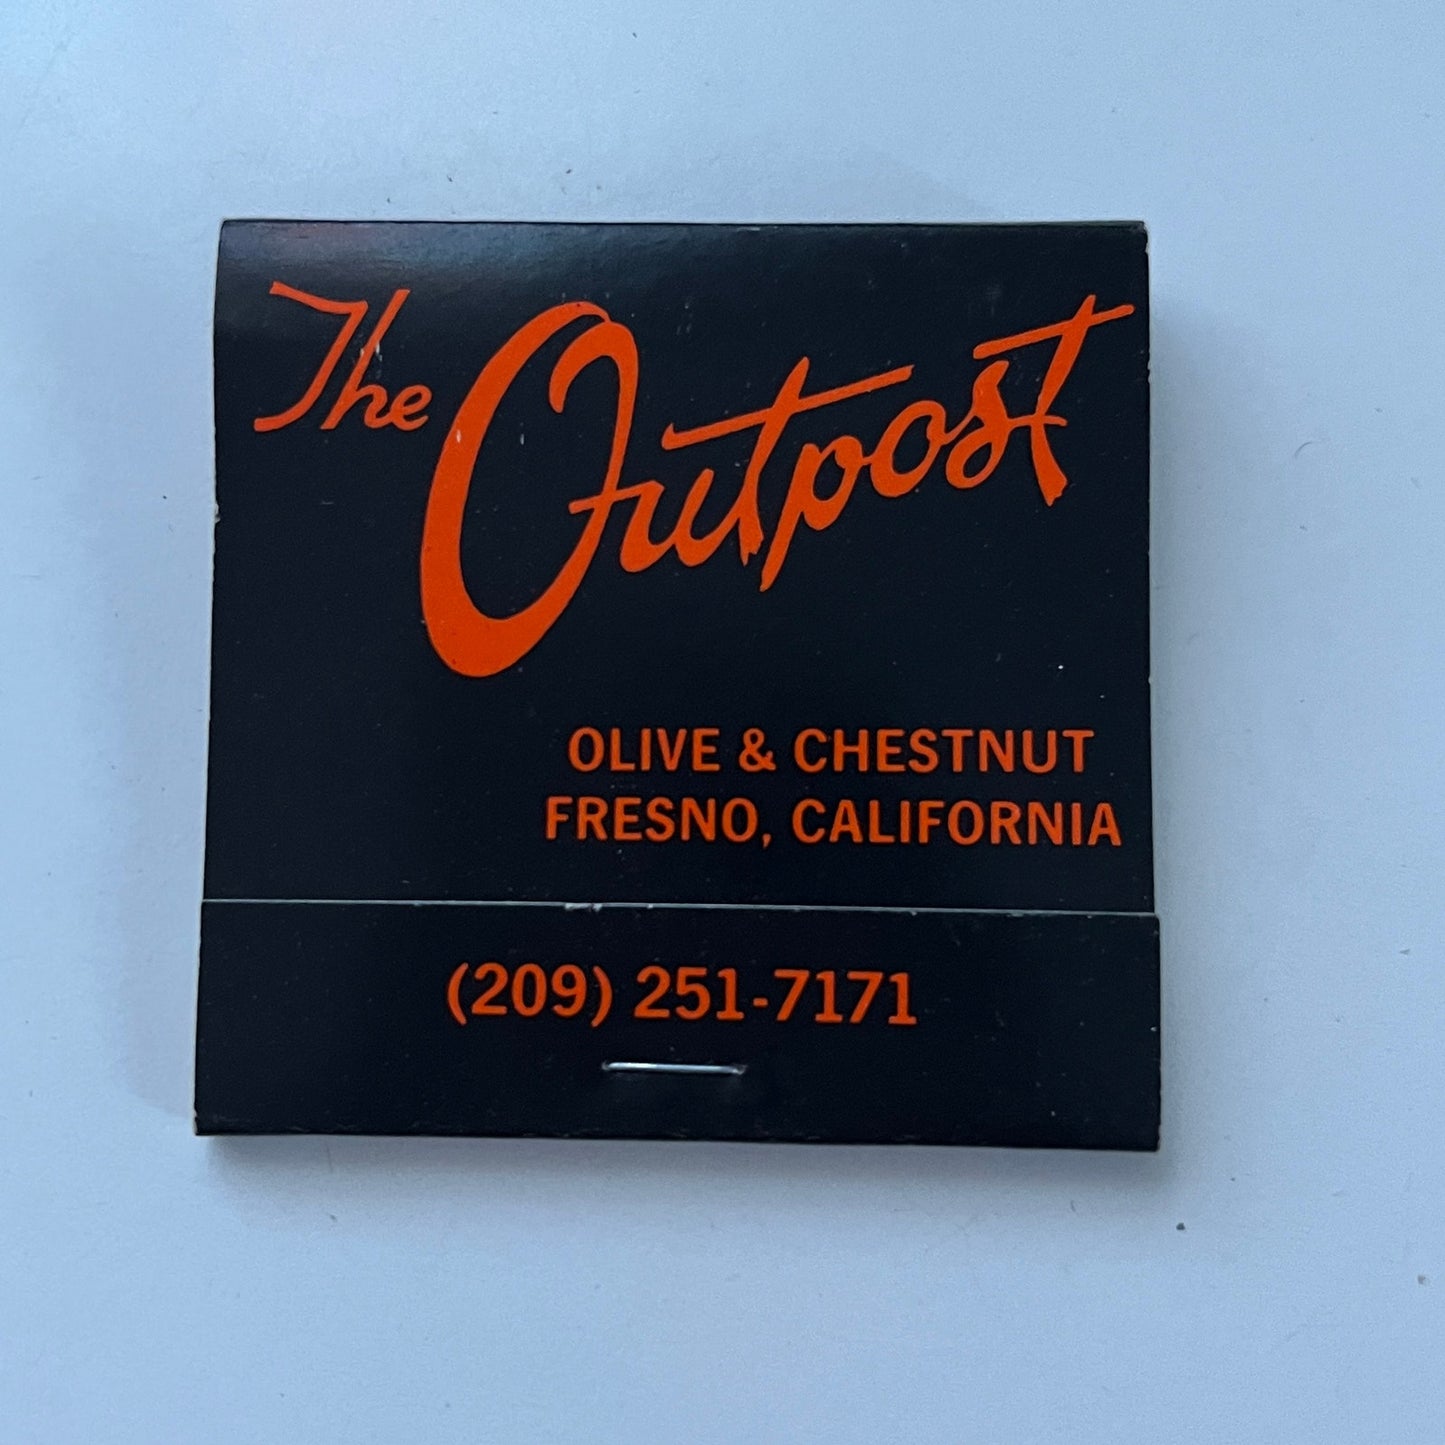 The Outpost
OLIVE & CHESTNUT
FRESNO, CALIFORNIA
(209) 251-7171